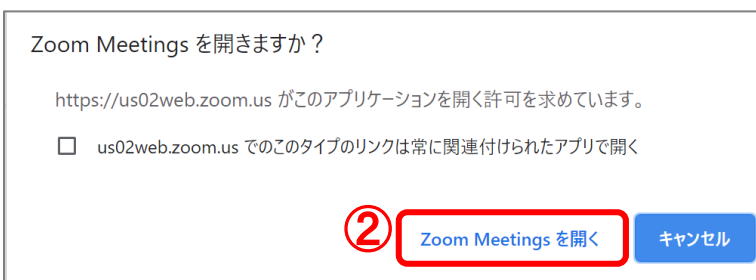 Zoom Meetings を開きますか？
https://us02web.zoom.us がこのアプリケーションを開く許可を求めています。
us02web.zoom.us でのこのタイプのリンクは常に関連付けられたアプリで開く
② Zoom Meetings を開く キャンセル